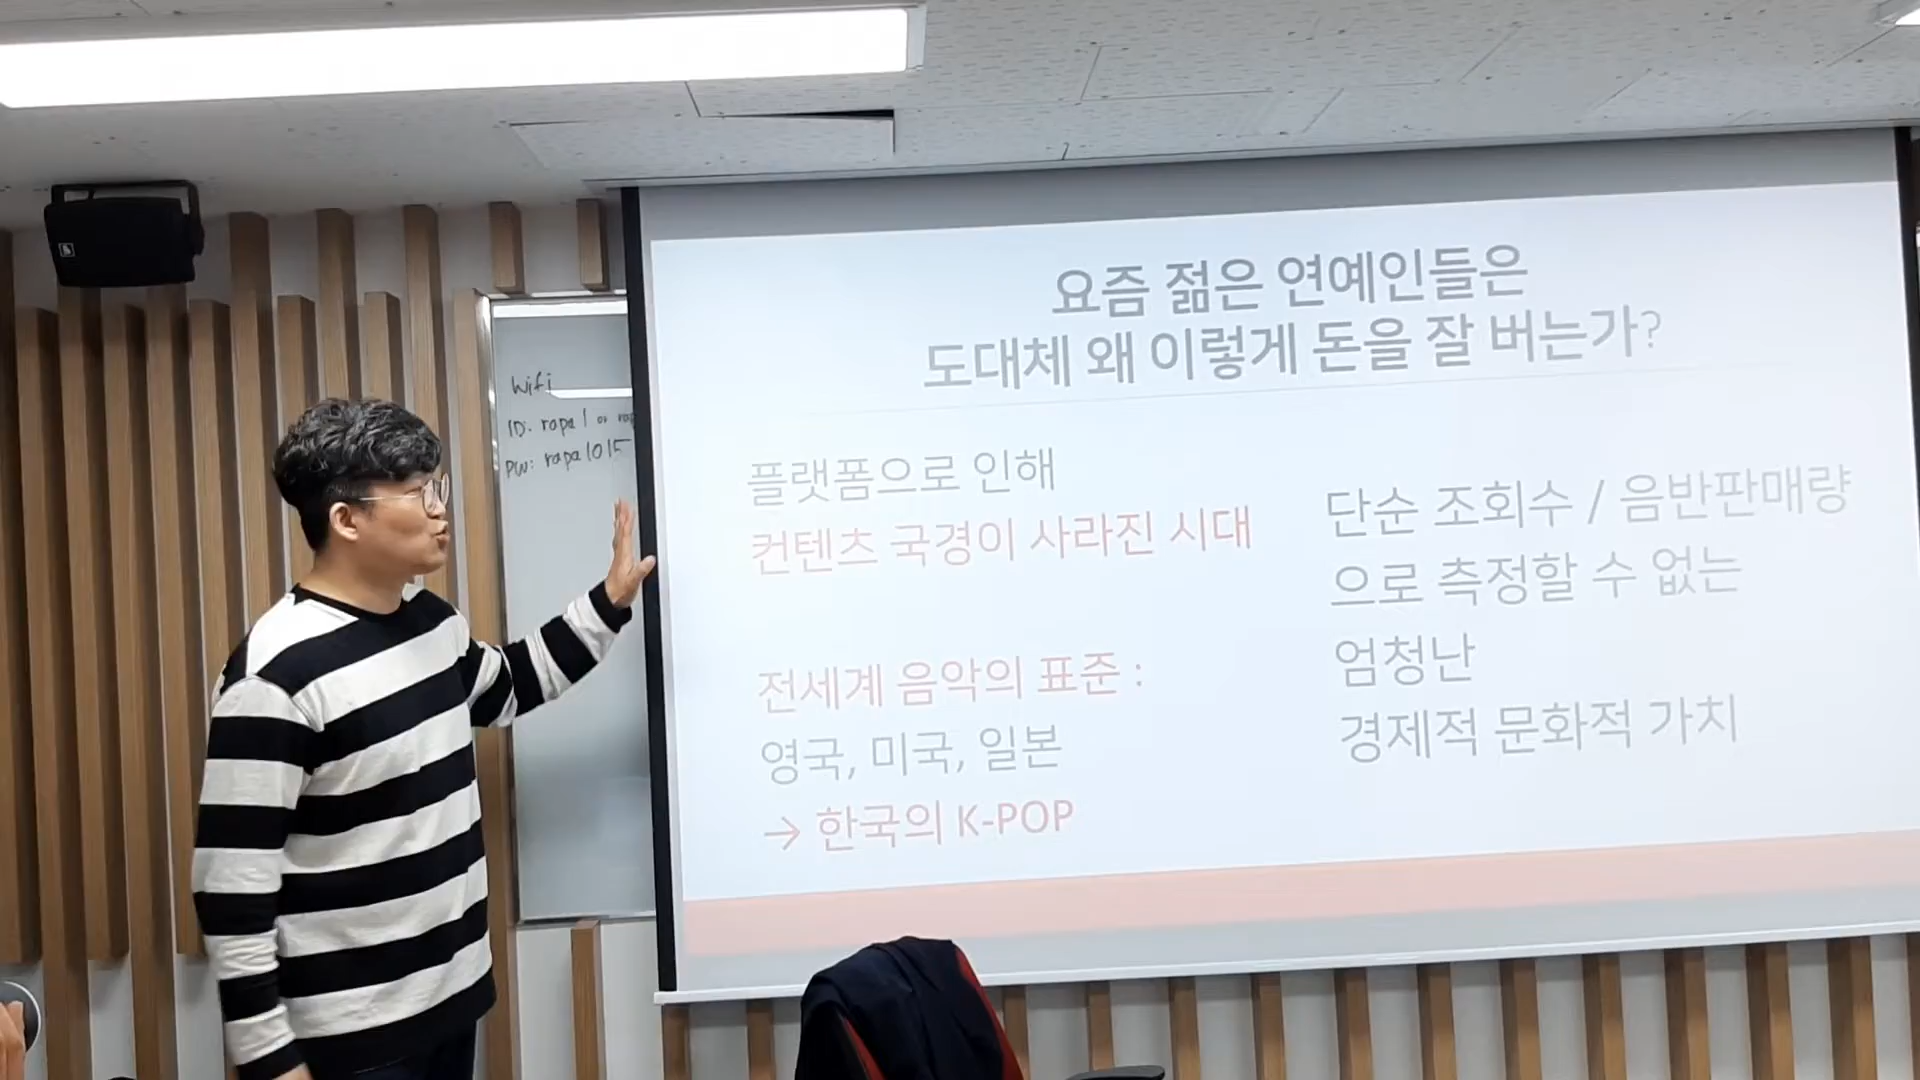 wifi
ID: rapa1 or
PW: rapa1015
요즘 젊은 연예인들은
도대체 왜 이렇게 돈을 잘 버는가?
플랫폼으로 인해
컨텐츠 국경이 사라진 시대
전세계 음악의 표준 :
영국, 미국, 일본
→ 한국의 K-POP
단순 조회수 / 음반판매량
으로 측정할 수 없는
엄청난
경제적 문화적 가치